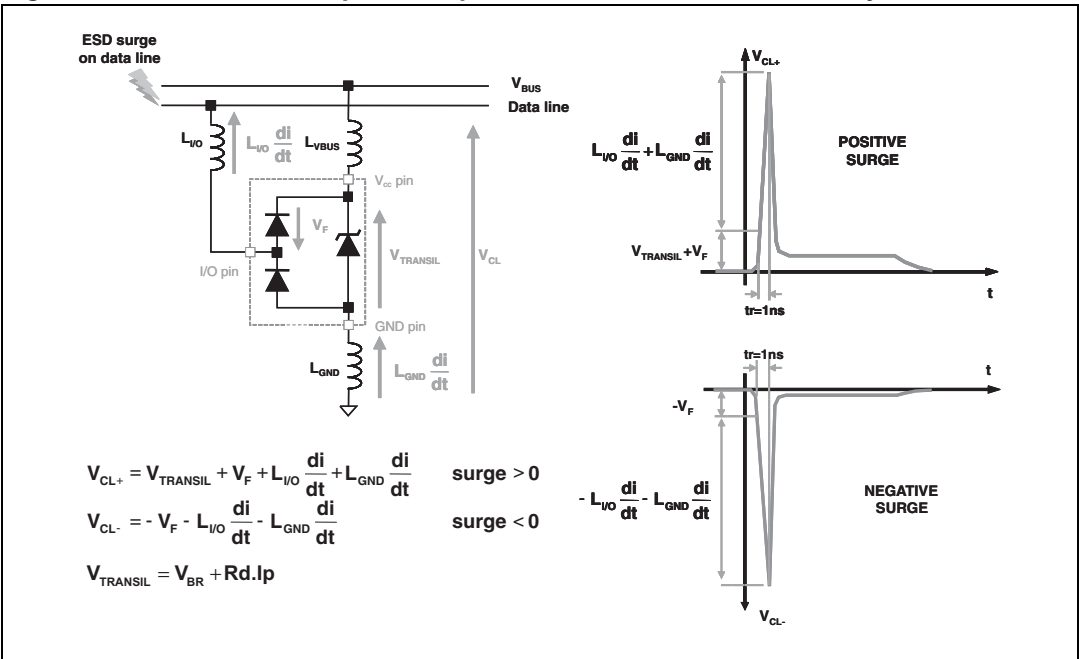 ESD surge
on data line
V_BUS
Data line
L_I/O
L_I/O di/dt
L_VBUS
V_cc pin
V_F
I/O pin
V_TRANSIL
V_CL
GND pin
L_GND
L_GND di/dt
V_CL+ = V_TRANSIL + V_F + L_I/O di/dt + L_GND di/dt surge > 0
V_CL- = - V_F - L_I/O di/dt - L_GND di/dt surge < 0
V_TRANSIL = V_BR + Rd.Ip
V_CL+
L_I/O di/dt + L_GND di/dt
POSITIVE
SURGE
V_TRANSIL + V_F
t
tr=1ns
tr=1ns
t
-V_F
- L_I/O di/dt - L_GND di/dt
NEGATIVE
SURGE
V_CL-